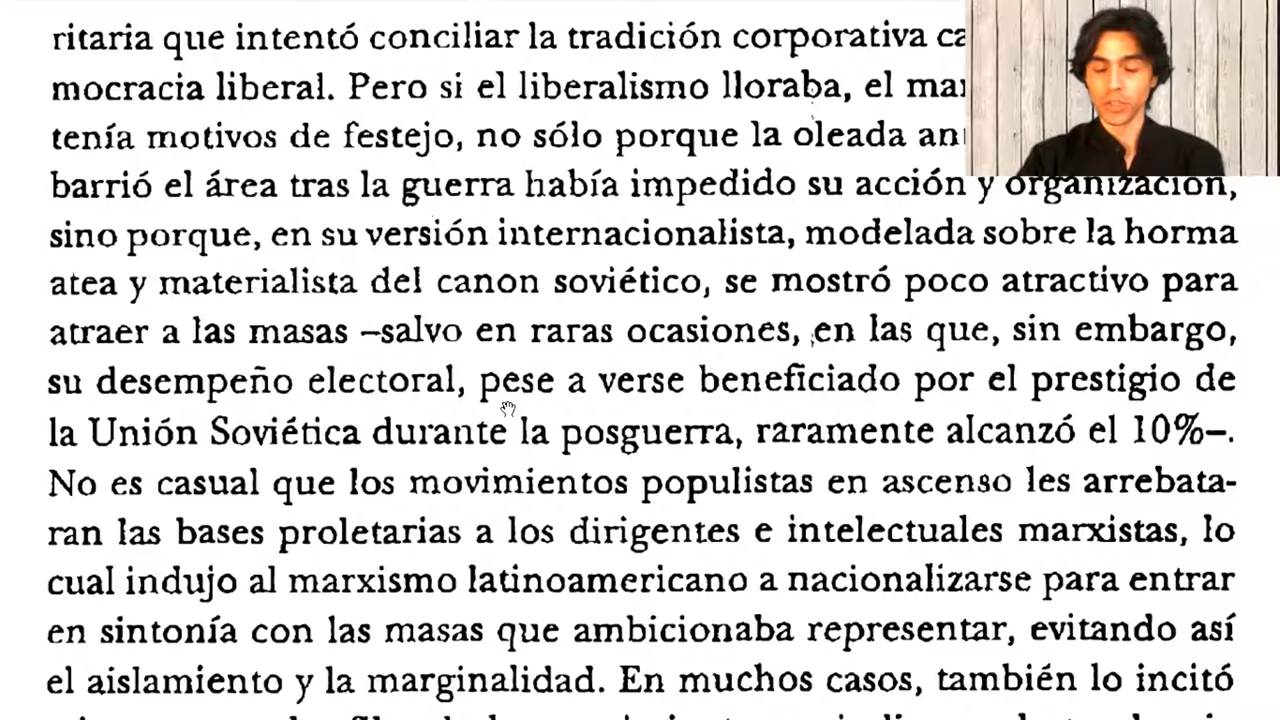 ritaria que intentó conciliar la tradición corporativa
mocracia liberal. Pero si el liberalismo lloraba, el
tenía motivos de festejo, no sólo porque la oleada
barrió el área tras la guerra había impedido su acción y organización,
sino porque, en su versión internacionalista, modelada sobre la horma
atea y materialista del canon soviético, se mostró poco atractivo para
atraer a las masas –salvo en raras ocasiones, en las que, sin embargo,
su desempeño electoral, pese a verse beneficiado por el prestigio de
la Unión Soviética durante la posguerra, raramente alcanzó el 10%–.
No es casual que los movimientos populistas en ascenso les arrebata-
ran las bases proletarias a los dirigentes e intelectuales marxistas, lo
cual indujo al marxismo latinoamericano a nacionalizarse para entrar
en sintonía con las masas que ambicionaba representar, evitando así
el aislamiento y la marginalidad. En muchos casos, también lo incitó